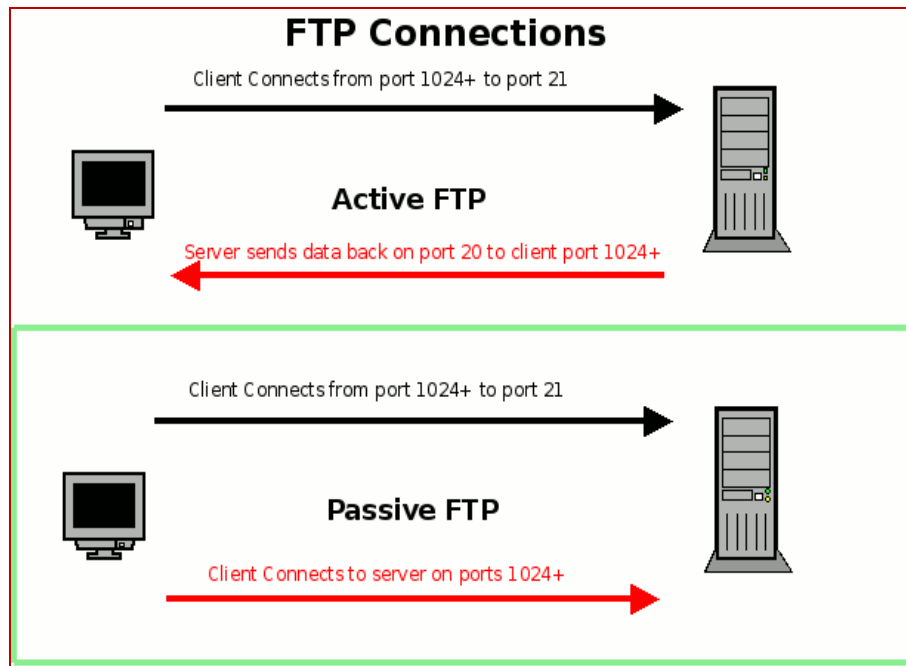 FTP Connections
Client Connects from port 1024+ to port 21
Active FTP
Server sends data back on port 20 to client port 1024+
Client Connects from port 1024+ to port 21
Passive FTP
Client Connects to server on ports 1024+